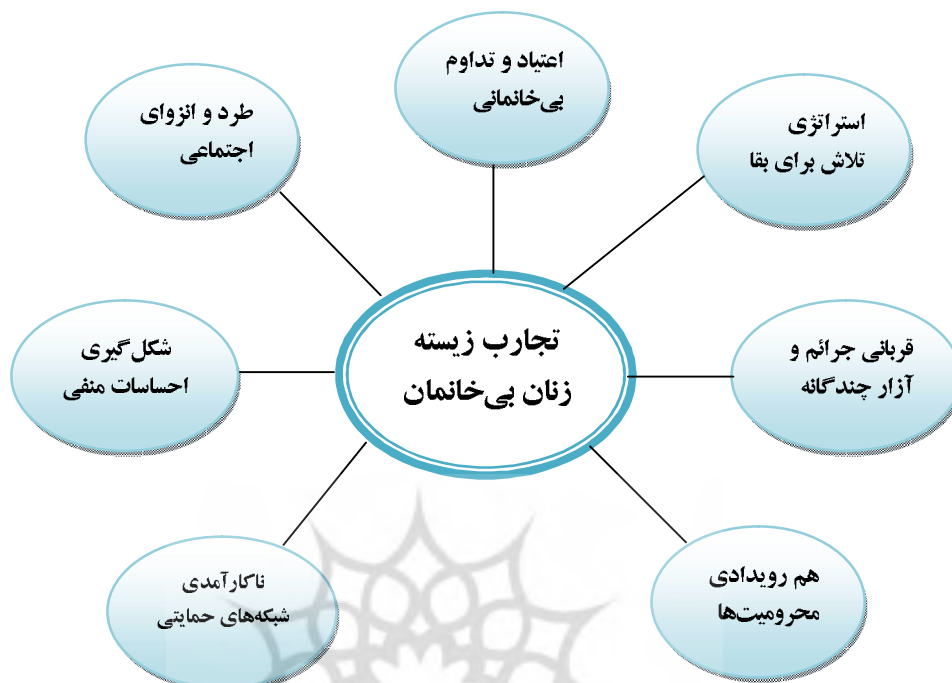 اعتیاد و تداوم
بی‌خانمانی
استراتژی
تلاش برای بقا
قربانی جرائم و
آزار چندگانه
هم رویدادی
محرومیت‌ها
ناکارآمدی
شبکه‌های حمایتی
شکل‌گیری
احساسات منفی
طرد و انزوای
اجتماعی
تجارب زیسته
زنان بی‌خانمان